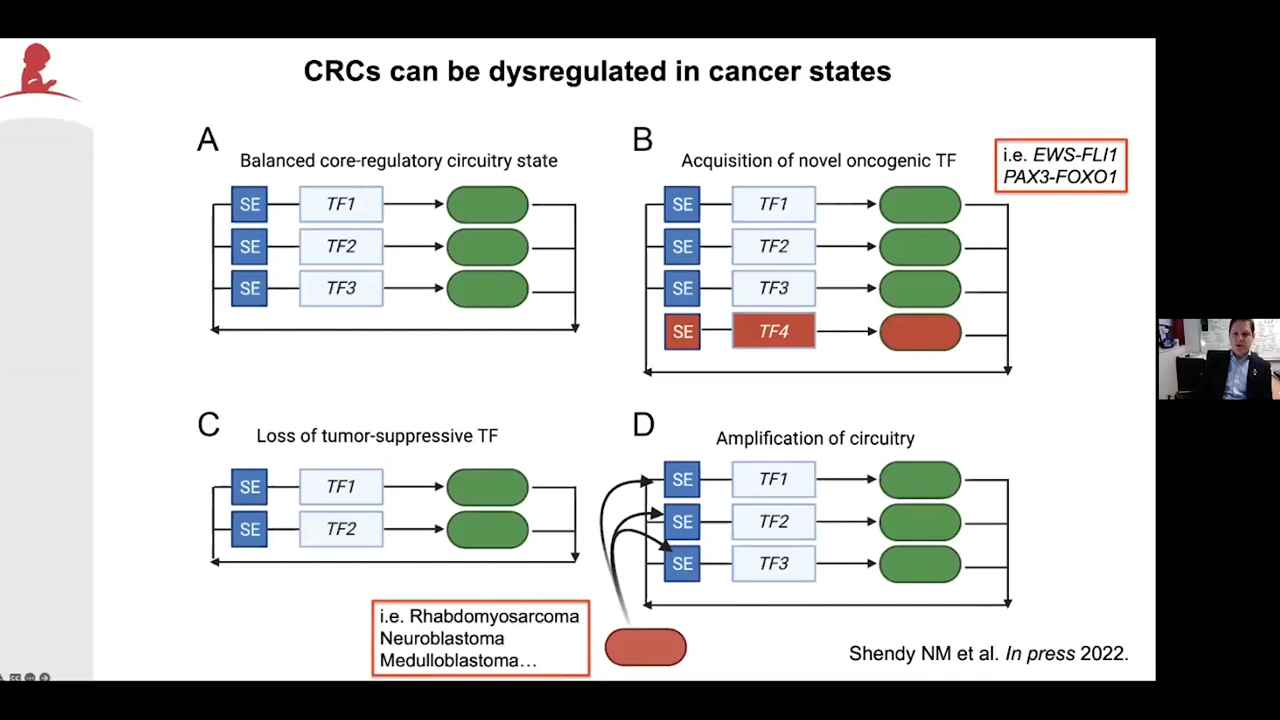 CRCs can be dysregulated in cancer states
A
Balanced core-regulatory circuitry state
SE TF1
SE TF2
SE TF3
B
Acquisition of novel oncogenic TF
i.e. EWS-FLI1
PAX3-FOXO1
SE TF1
SE TF2
SE TF3
SE TF4
C
Loss of tumor-suppressive TF
SE TF1
SE TF2
D
Amplification of circuitry
SE TF1
SE TF2
SE TF3
i.e. Rhabdomyosarcoma
Neuroblastoma
Medulloblastoma…
Shendy NM et al. In press 2022.